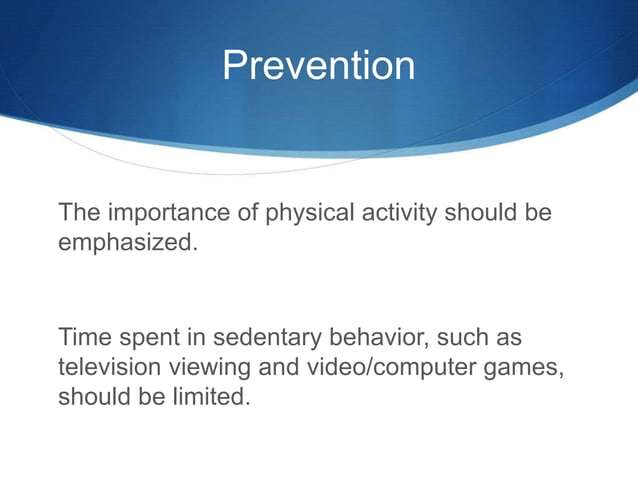 Prevention
The importance of physical activity should be
emphasized.
Time spent in sedentary behavior, such as
television viewing and video/computer games,
should be limited.